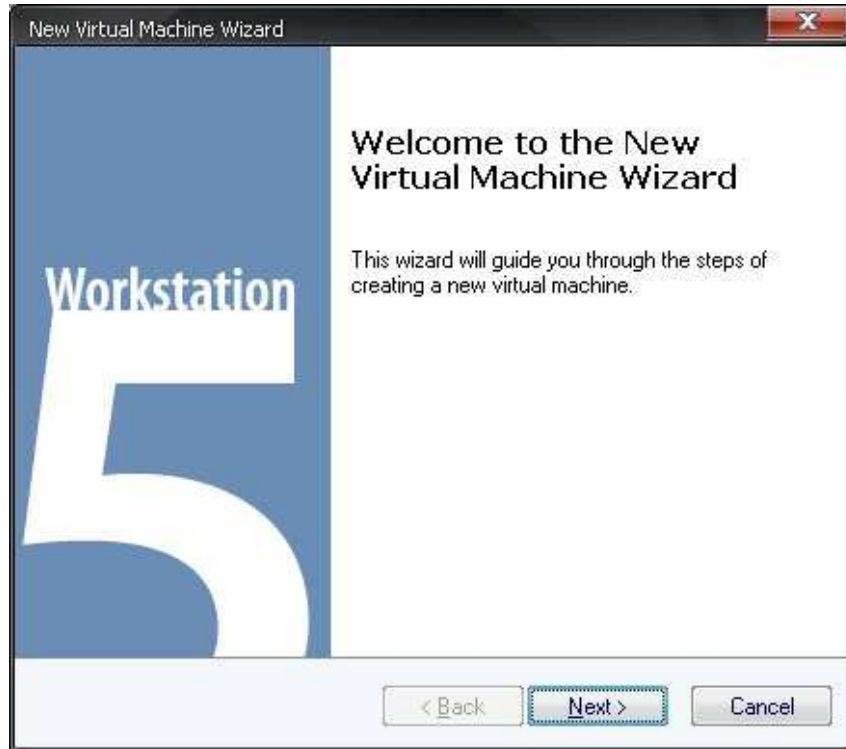 New Virtual Machine Wizard
X
Welcome to the New
Virtual Machine Wizard
This wizard will guide you through the steps of
creating a new virtual machine.
Workstation
5
< Back
Next >
Cancel